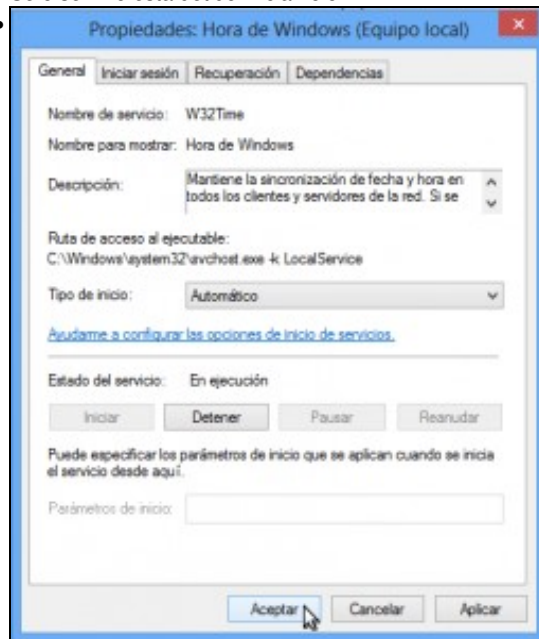 Propiedades: Hora de Windows (Equipo local)
General Iniciar sesión Recuperación Dependencias
Nombre de servicio: W32Time
Nombre para mostrar: Hora de Windows
Descripción: Mantiene la sincronización de fecha y hora en
todos los clientes y servidores de la red. Si se
Ruta de acceso al ejecutable:
C:\Windows\system32\svchost.exe -k LocalService
Tipo de inicio: Automático
Ayudarme a configurar las opciones de inicio de servicios.
Estado del servicio: En ejecución
Iniciar Detener Pausar Reanudar
Puede especificar los parámetros de inicio que se aplican cuando se inicia
el servicio desde aquí.
Parámetros de inicio:
Aceptar Cancelar Aplicar